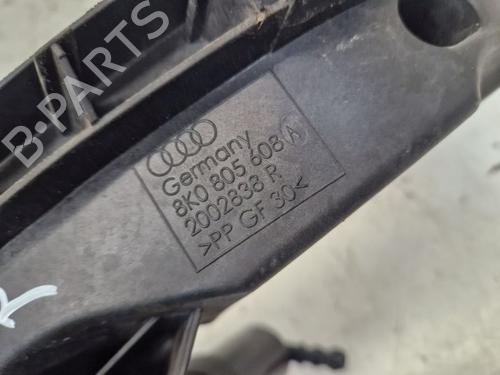 B-PARTS
Germany
8K0 805 608 A
2002838 R
>PP GF 30<